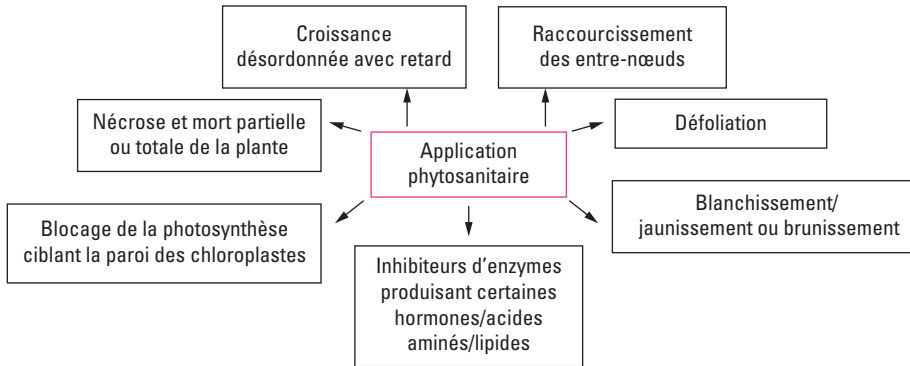 Croissance
désordonnée avec retard
Raccourcissement
des entre-nœuds
Nécrose et mort partielle
ou totale de la plante
Application
phytosanitaire
Défoliation
Blocage de la photosynthèse
ciblant la paroi des chloroplastes
Blanchissement/
jaunissement ou brunissement
Inhibiteurs d'enzymes
produisant certaines
hormones/acides
aminés/lipides